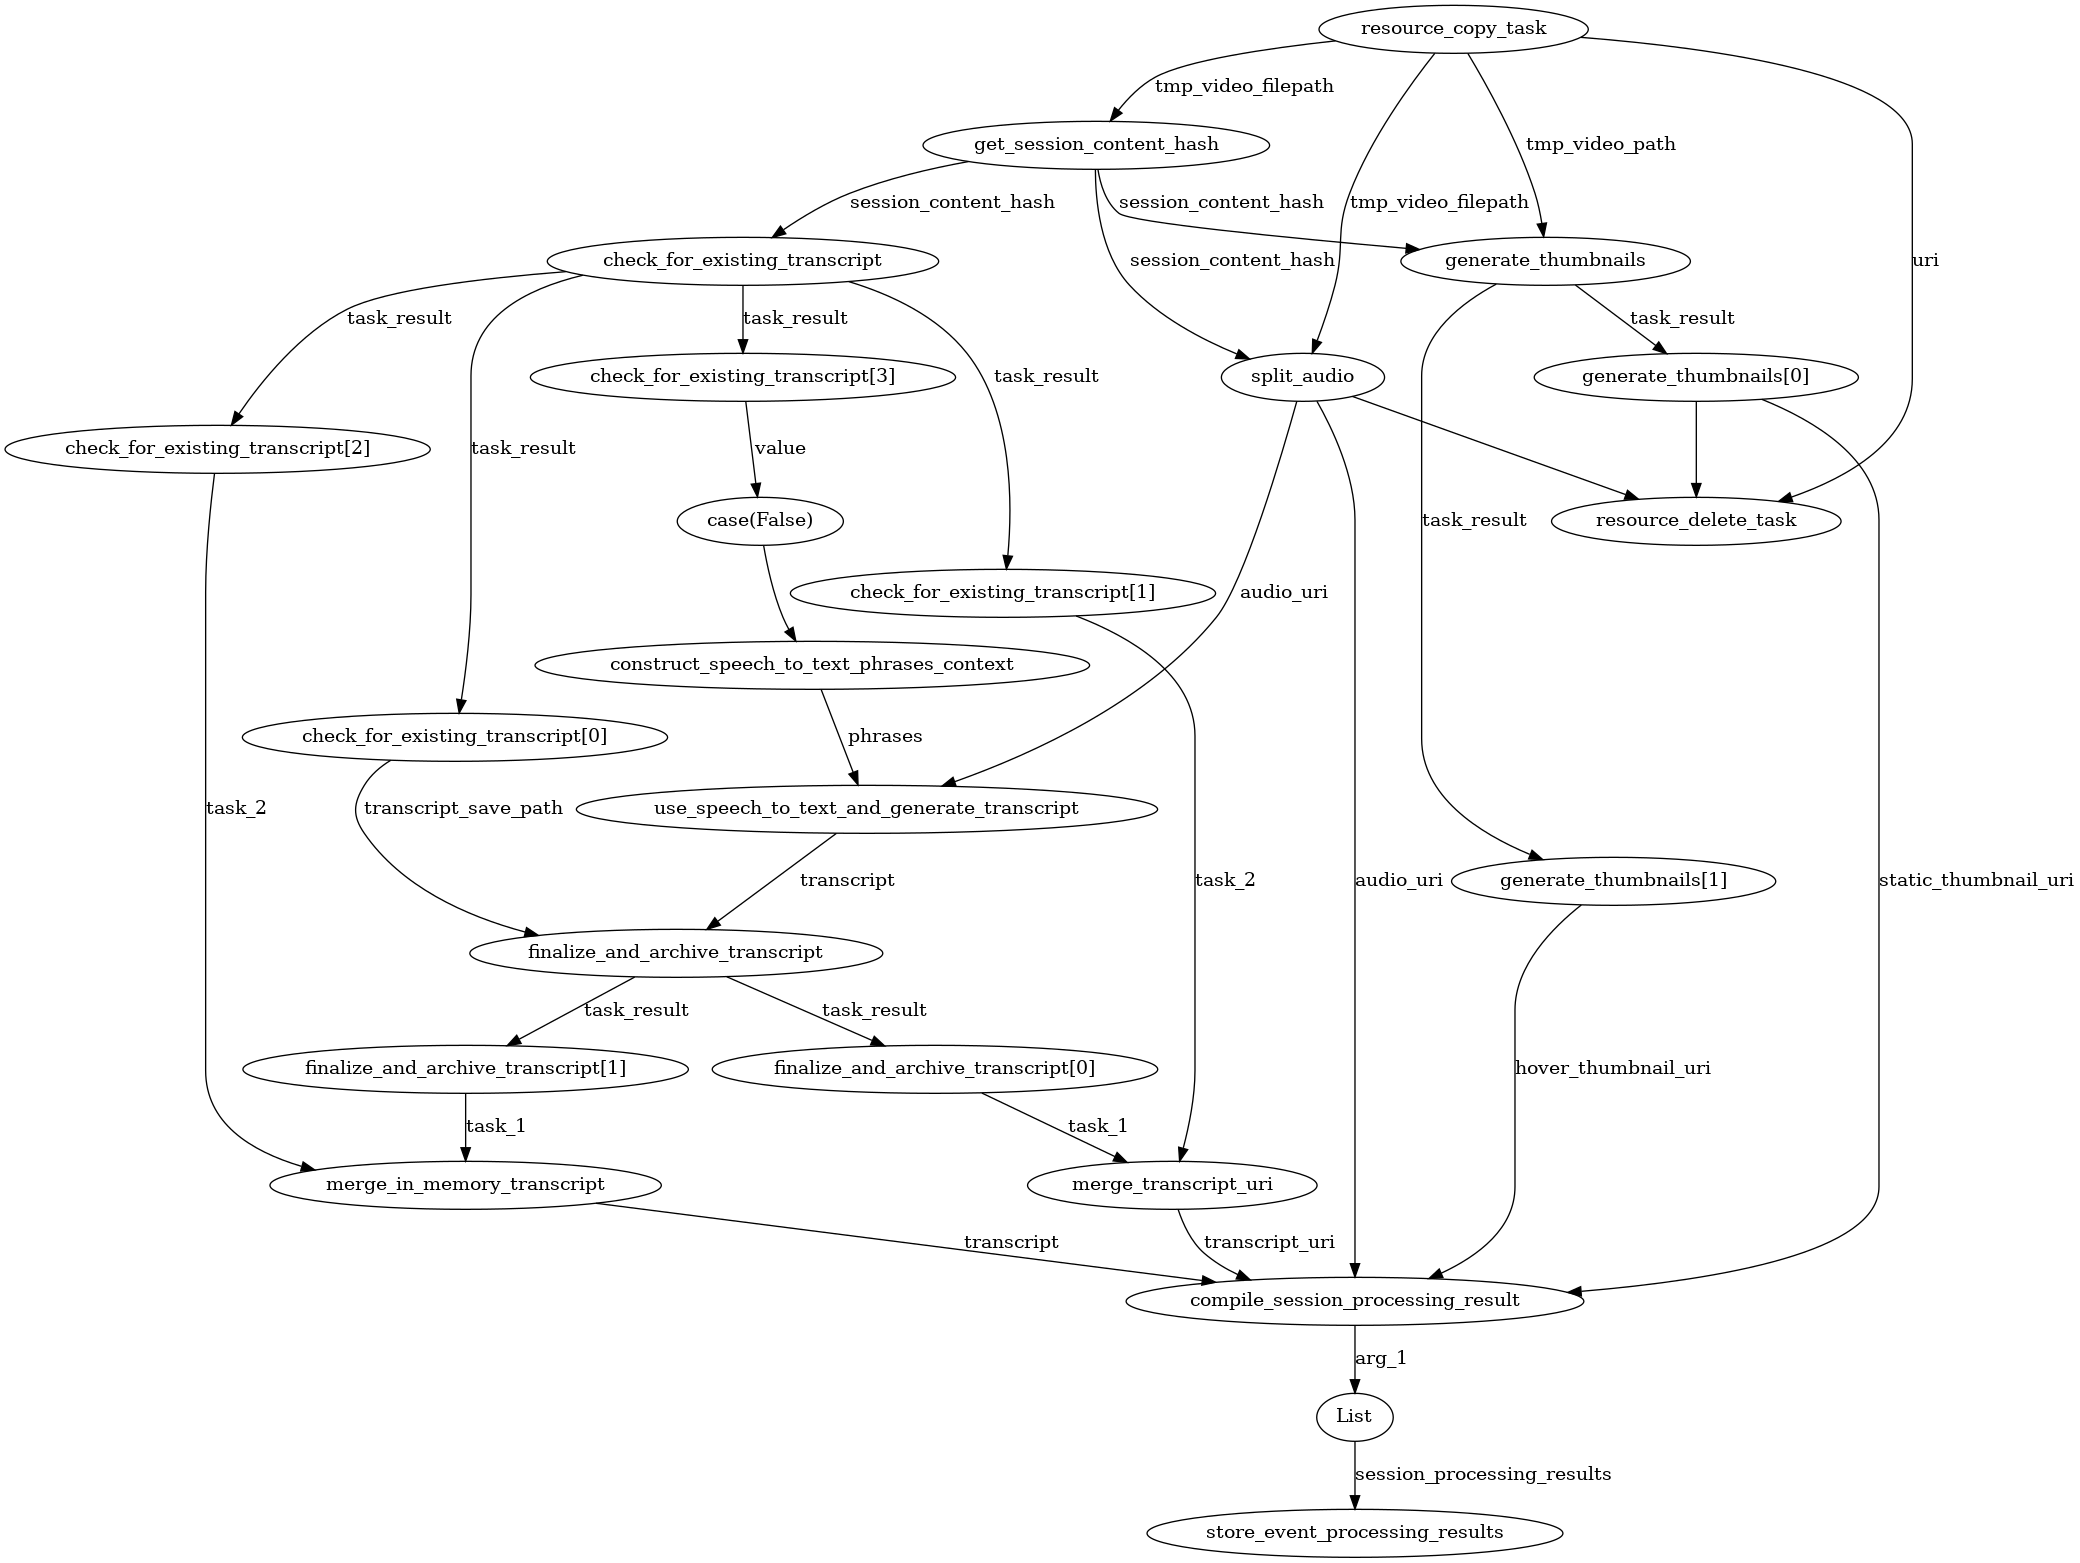 resource_copy_task
tmp_video_filepath
get_session_content_hash
tmp_video_path
session_content_hash
session_content_hash
tmp_video_filepath
check_for_existing_transcript
session_content_hash
generate_thumbnails
uri
task_result
task_result
task_result
task_result
check_for_existing_transcript[3]
split_audio
generate_thumbnails[0]
check_for_existing_transcript[2]
task_result
value
case(False)
task_result
resource_delete_task
check_for_existing_transcript[1]
audio_uri
construct_speech_to_text_phrases_context
check_for_existing_transcript[0]
phrases
task_2
transcript_save_path
use_speech_to_text_and_generate_transcript
transcript
task_2
audio_uri
generate_thumbnails[1]
static_thumbnail_uri
finalize_and_archive_transcript
task_result
task_result
finalize_and_archive_transcript[1]
finalize_and_archive_transcript[0]
hover_thumbnail_uri
task_1
task_1
merge_in_memory_transcript
merge_transcript_uri
transcript
transcript_uri
compile_session_processing_result
arg_1
List
session_processing_results
store_event_processing_results